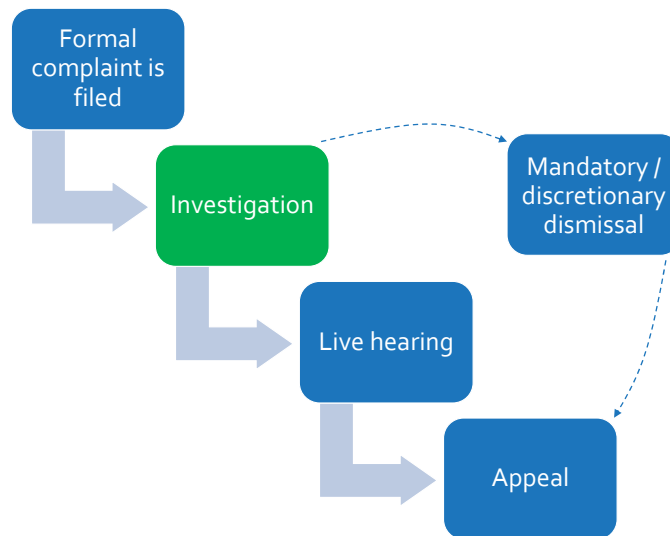 Formal
complaint is
filed
Investigation
Mandatory /
discretionary
dismissal
Live hearing
Appeal